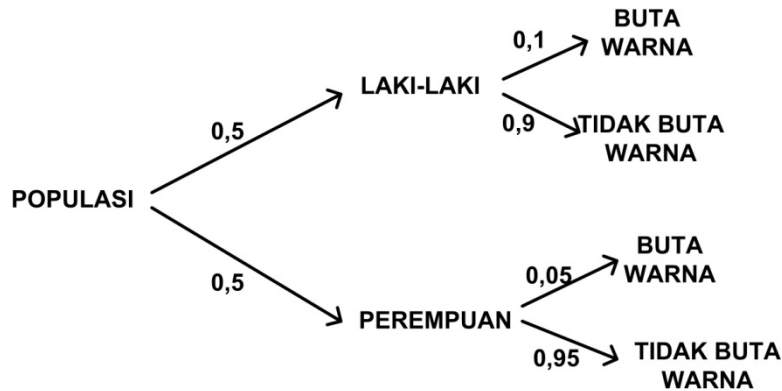 BUTA
WARNA
0,1
LAKI-LAKI
0,9
TIDAK BUTA
WARNA
0,5
POPULASI
0,5
BUTA
WARNA
0,05
PEREMPUAN
0,95
TIDAK BUTA
WARNA